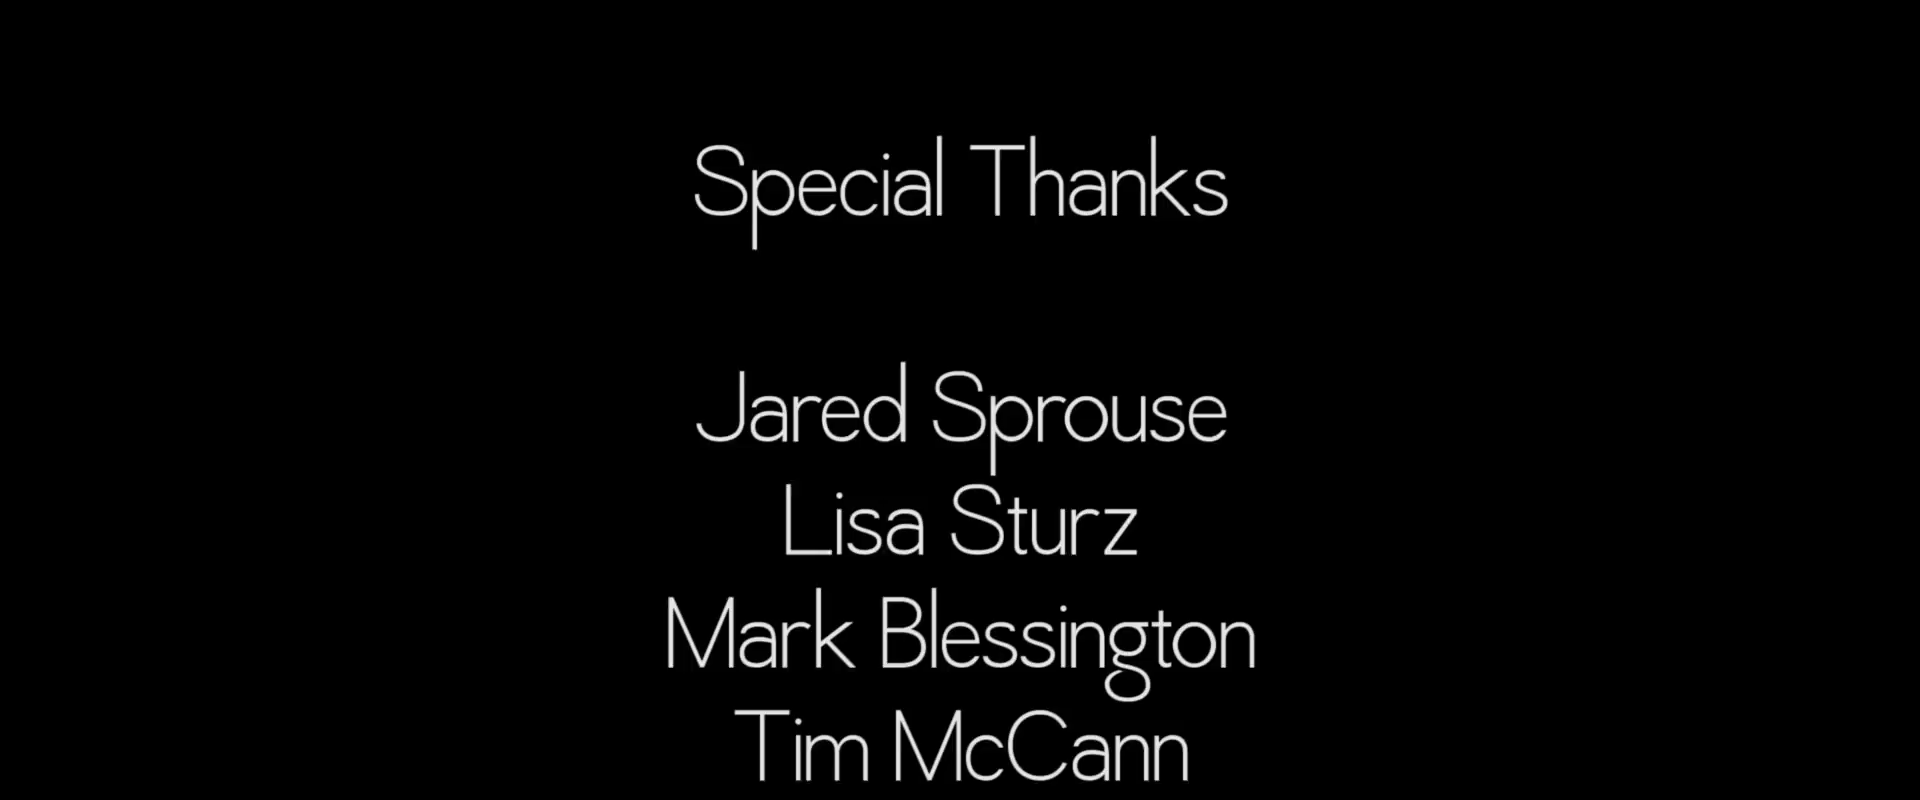 Special Thanks
Jared Sprouse
Lisa Sturz
Mark Blessington
Tim McCann